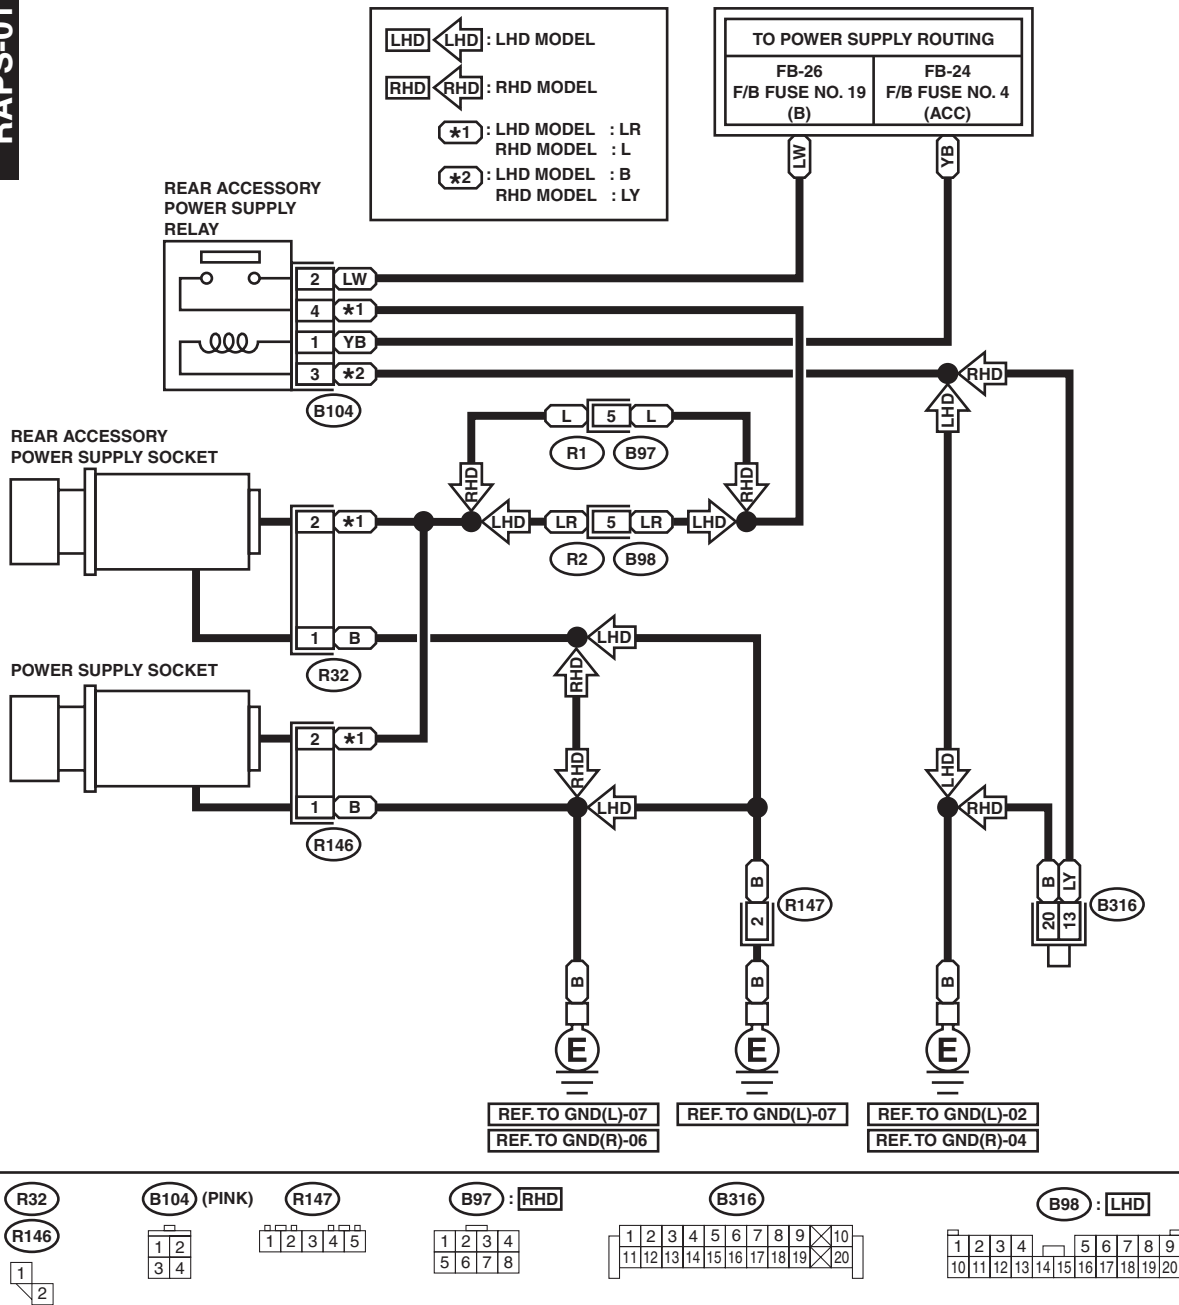 RAPS-01
LHD LHD : LHD MODEL
RHD RHD : RHD MODEL
*1 : LHD MODEL : LR
RHD MODEL : L
*2 : LHD MODEL : B
RHD MODEL : LY
TO POWER SUPPLY ROUTING
FB-26
F/B FUSE NO. 19
(B)
FB-24
F/B FUSE NO. 4
(ACC)
LW
YB
REAR ACCESSORY
POWER SUPPLY
RELAY
2 LW
4 *1
1 YB
3 *2
B104
RHD
LHD
L 5 L
R1 B97
RHD
RHD
REAR ACCESSORY
POWER SUPPLY SOCKET
2 *1
LHD LR 5 LR LHD
R2 B98
1 B
R32
LHD
RHD
POWER SUPPLY SOCKET
2 *1
RHD
LHD
1 B
LHD
RHD
R146
B
2
R147
B LY
20 13
B316
B
B
B
E
E
E
REF. TO GND(L)-07
REF. TO GND(R)-06
REF. TO GND(L)-07
REF. TO GND(L)-02
REF. TO GND(R)-04
R32
R146
1
2
B104 (PINK)
1 2
3 4
R147
1 2 3 4 5
B97 : RHD
1 2 3 4
5 6 7 8
B316
1 2 3 4 5 6 7 8 9 10
11 12 13 14 15 16 17 18 19 20
B98 : LHD
1 2 3 4 5 6 7 8 9
10 11 12 13 14 15 16 17 18 19 20